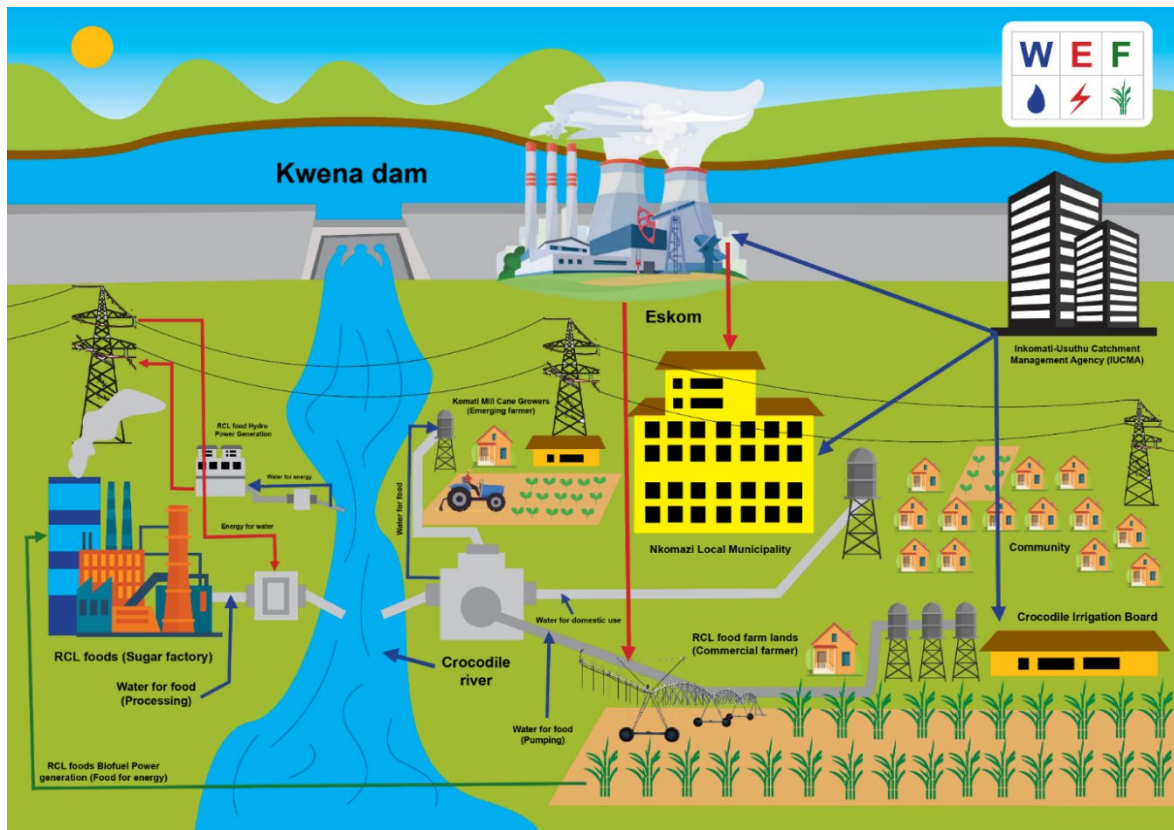 W E F
Kwena dam
Eskom
Inkomati-Usuthu Catchment
Management Agency (IUCMA)
Komati Mill Cane Growers
(Emerging farmer)
RCL food Hydro
Power Generation
Water for energy
Water for food
Energy for water
Nkomazi Local Municipality
Community
Water for domestic use
RCL foods (Sugar factory)
Crocodile
river
RCL food farm lands
(Commercial farmer)
Crocodile Irrigation Board
Water for food
(Processing)
Water for food
(Pumping)
RCL foods Biofuel Power
generation (Food for energy)